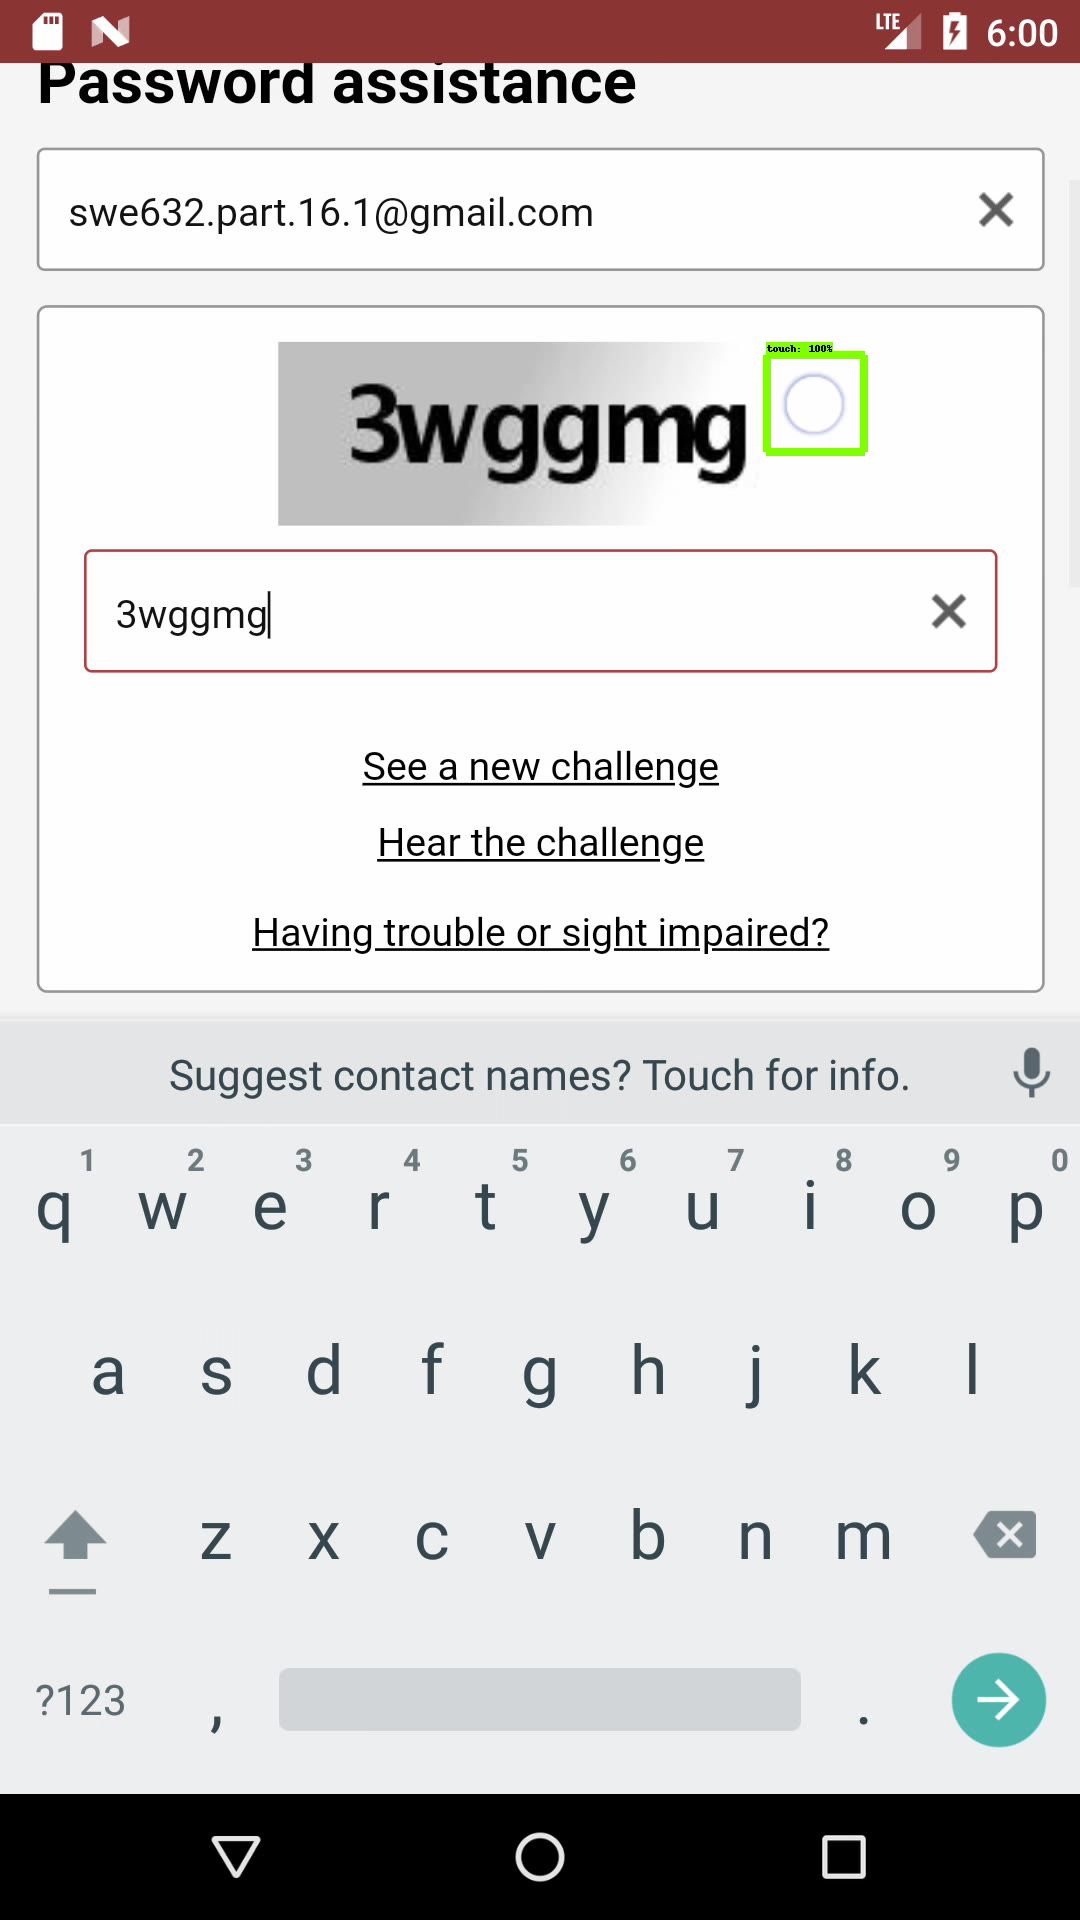 LTE 6:00
Password assistance
swe632.part.16.1@gmail.com
touch: 100%
3wggmg
3wggmg
See a new challenge
Hear the challenge
Having trouble or sight impaired?
Suggest contact names? Touch for info.
1 2 3 4 5 6 7 8 9 0
q w e r t y u i o p
a s d f g h j k l
z x c v b n m
?123 , .